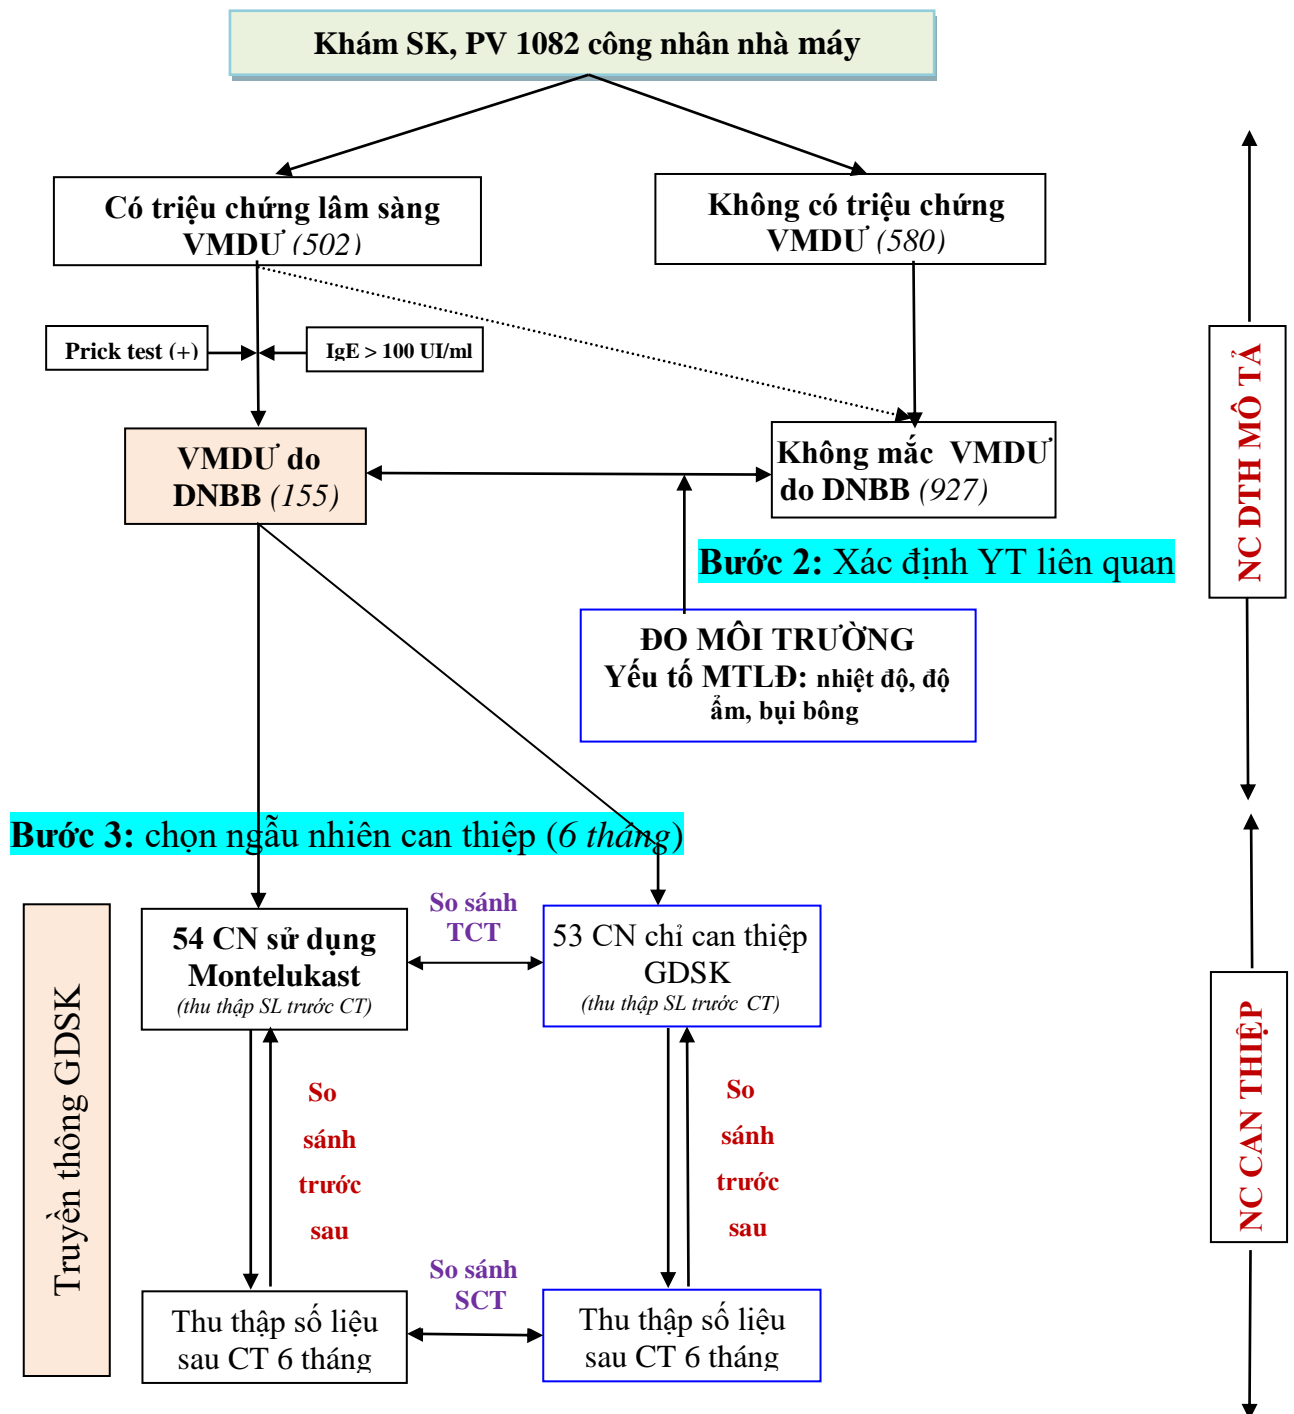 Khám SK, PV 1082 công nhân nhà máy
Có triệu chứng lâm sàng
VMDƯ (502)
Không có triệu chứng
VMDƯ (580)
Prick test (+)
IgE > 100 UI/ml
VMDƯ do
DNBB (155)
Không mắc VMDƯ
do DNBB (927)
NC DTH MÔ TẢ
Bước 2: Xác định YT liên quan
ĐO MÔI TRƯỜNG
Yếu tố MTLĐ: nhiệt độ, độ
ẩm, bụi bông
Bước 3: chọn ngẫu nhiên can thiệp (6 tháng)
Truyền thông GDSK
54 CN sử dụng
Montelukast
(thu thập SL trước CT)
So sánh
TCT
53 CN chỉ can thiệp
GDSK
(thu thập SL trước CT)
NC CAN THIỆP
So
sánh
trước
sau
So
sánh
trước
sau
Thu thập số liệu
sau CT 6 tháng
So sánh
SCT
Thu thập số liệu
sau CT 6 tháng